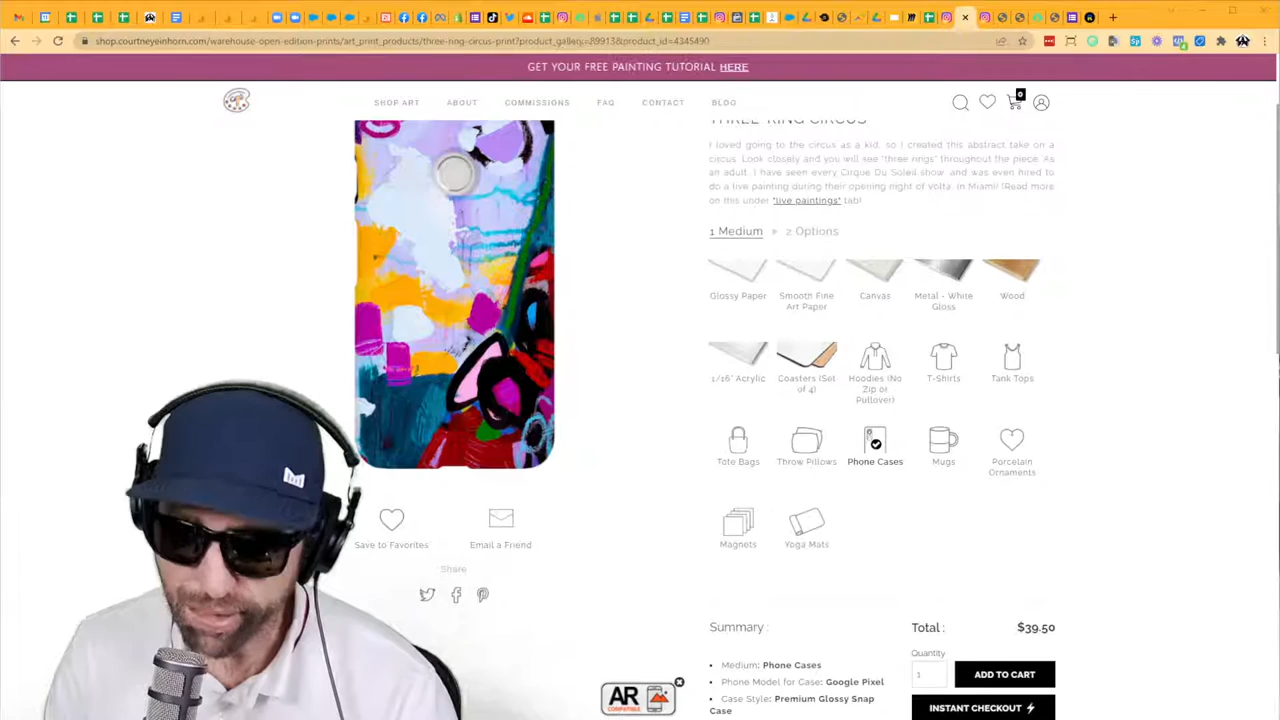 shop.courtneyeinhorn.com/warehouse-open-edition-prints/art_print_products/three-ring-circus-print?product_gallery=89913&product_id=4345490
GET YOUR FREE PAINTING TUTORIAL HERE
SHOP ART
ABOUT
COMMISSIONS
FAQ
CONTACT
BLOG
0
THREE RING CIRCUS
I loved going to the circus as a kid, so I created this abstract take on a
circus. Look closely and you will see "three rings" throughout the piece. As
an adult, I have seen every Cirque Du Soleil show and was even hired to
do a live painting during their opening night of volta, in Miami! (Read more
on this under "live paintings" tab)
1 Medium
2 Options
Glossy Paper
Smooth Fine
Art Paper
Canvas
Metal - White
Gloss
Wood
1/16" Acrylic
Coasters (Set
of 4)
Hoodies (No
Zip or
Pullover)
T-Shirts
Tank Tops
Tote Bags
Throw Pillows
Phone Cases
Mugs
Porcelain
Ornaments
Magnets
Yoga Mats
Save to Favorites
Email a Friend
Share
Summary :
Medium: Phone Cases
Phone Model for Case: Google Pixel
Case Style: Premium Glossy Snap
Case
Total :
$39.50
Quantity
1
ADD TO CART
INSTANT CHECKOUT
AR
COMPATIBLE